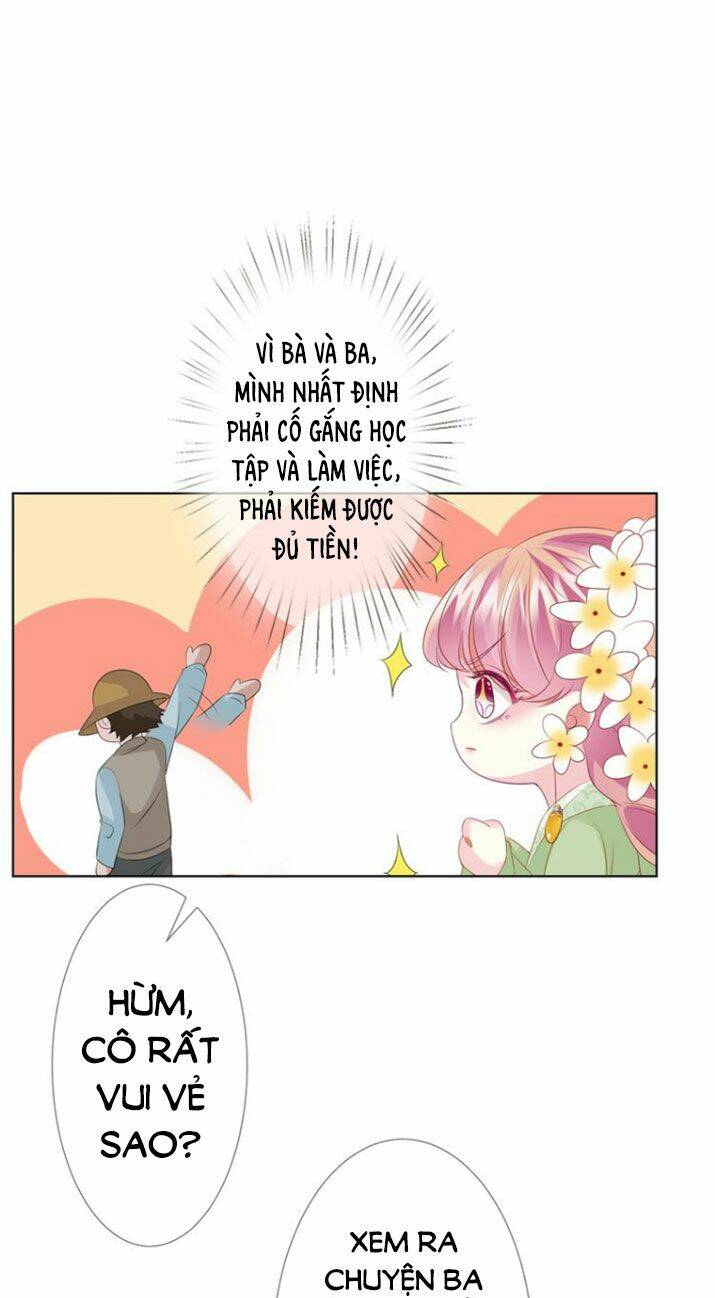 VÌ BÀ VÀ BA,
MÌNH NHẤT ĐỊNH
PHẢI CỐ GẮNG HỌC
TẬP VÀ LÀM VIỆC,
PHẢI KIẾM ĐƯỢC
ĐỦ TIỀN!
HỪM,
CÔ RẤT
VUI VẺ
SAO?
XEM RA
CHUYỆN BA